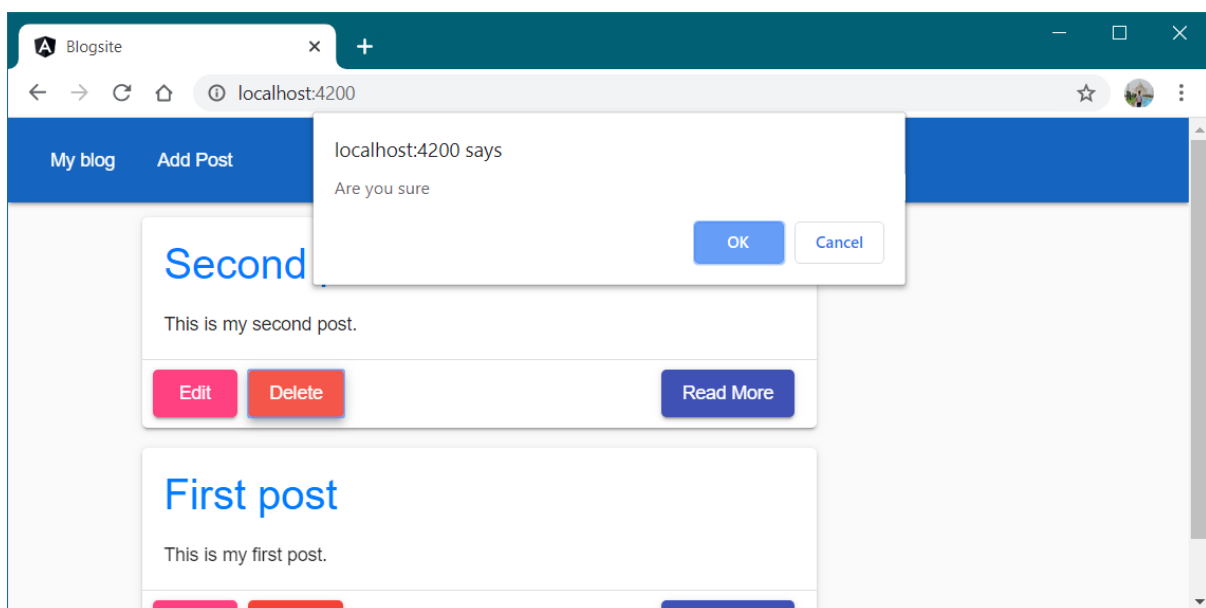 Blogsite
localhost:4200
My blog Add Post
localhost:4200 says
Are you sure
OK Cancel
Second
This is my second post.
Edit Delete Read More
First post
This is my first post.